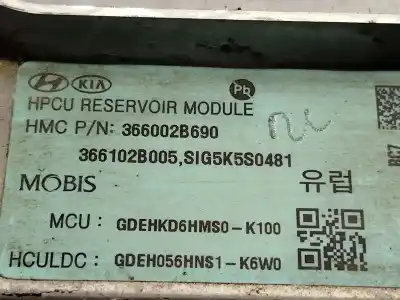 HYUNDAI KIA Pb
HPCU RESERVOIR MODULE
HMC P/N: 366002B690
366102B005,SIG5K5S0481
MOBIS 유럽
MCU : GDEHKD6HMS0-K100
HCULDC: GDEH056HNS1-K6W0